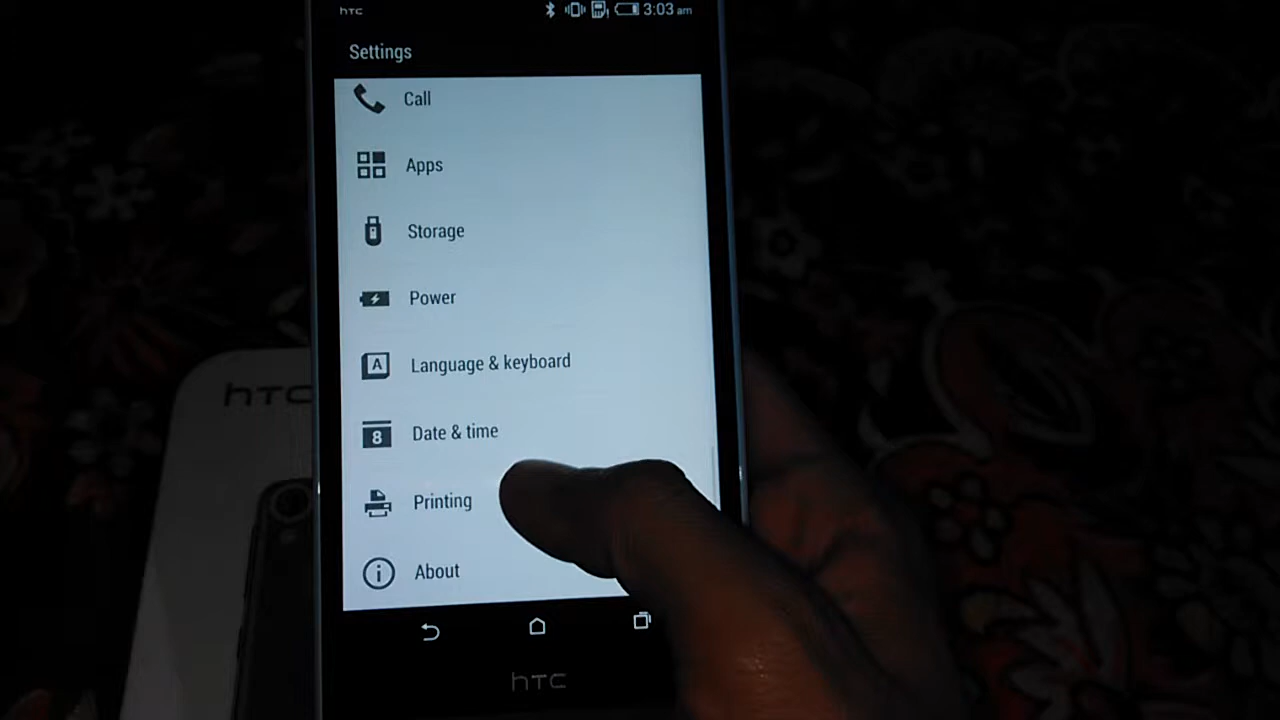 hTC
3:03 am
Settings
Call
Apps
Storage
Power
A
Language & keyboard
8
Date & time
Printing
About
hTC
hTC